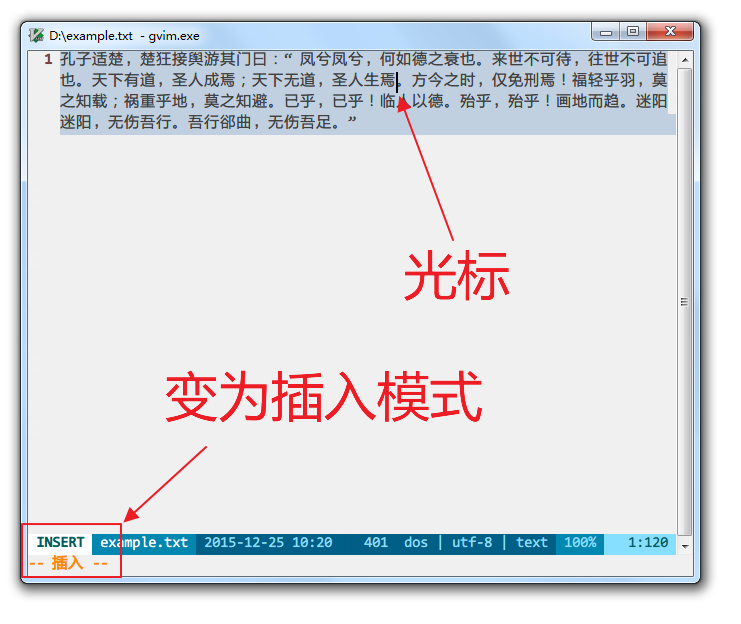 D:\example.txt - gvim.exe
1 孔子适楚，楚狂接舆游其门曰：“ 凤兮凤兮，何如德之衰也。来世不可待，往世不可追
也。天下有道，圣人成焉；天下无道，圣人生焉。方今之时，仅免刑焉！福轻乎羽，莫
之知载；祸重乎地，莫之知避。已乎，已乎！临人以德。殆乎，殆乎！画地而趋。迷阳
迷阳，无伤吾行。吾行郤曲，无伤吾足。”
光标
变为插入模式
INSERT example.txt 2015-12-25 10:20 401 dos | utf-8 | text 100% 1:120
-- 插入 --